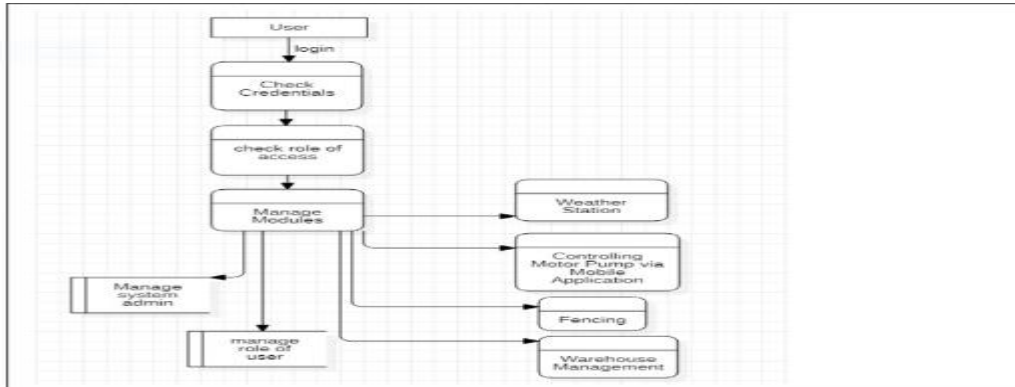 User
login
Check
Credentials
check role of
access
Manage
Modules
Weather
Station
Controlling
Motor Pump via
Mobile
Application
Manage
system
admin
Fencing
manage
role of
user
Warehouse
Management